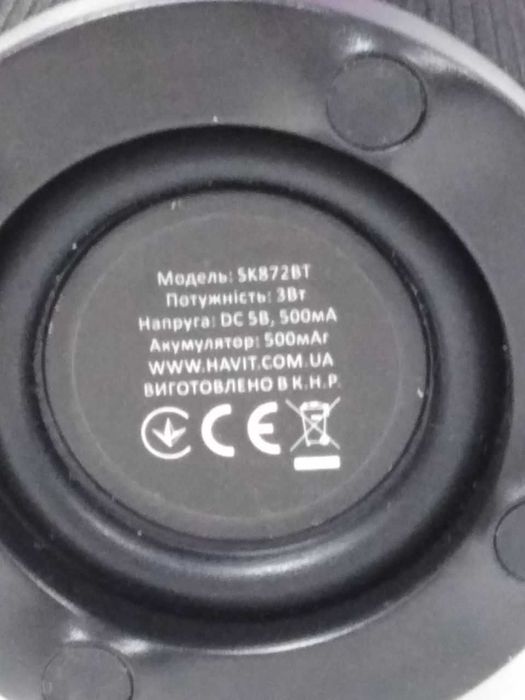 Модель: SK872BT
Потужність: 3Вт
Напруга: DC 5В, 500мА
Акумулятор: 500мАг
WWW.HAVIT.COM.UA
ВИГОТОВЛЕНО В К.Н.Р.
CE